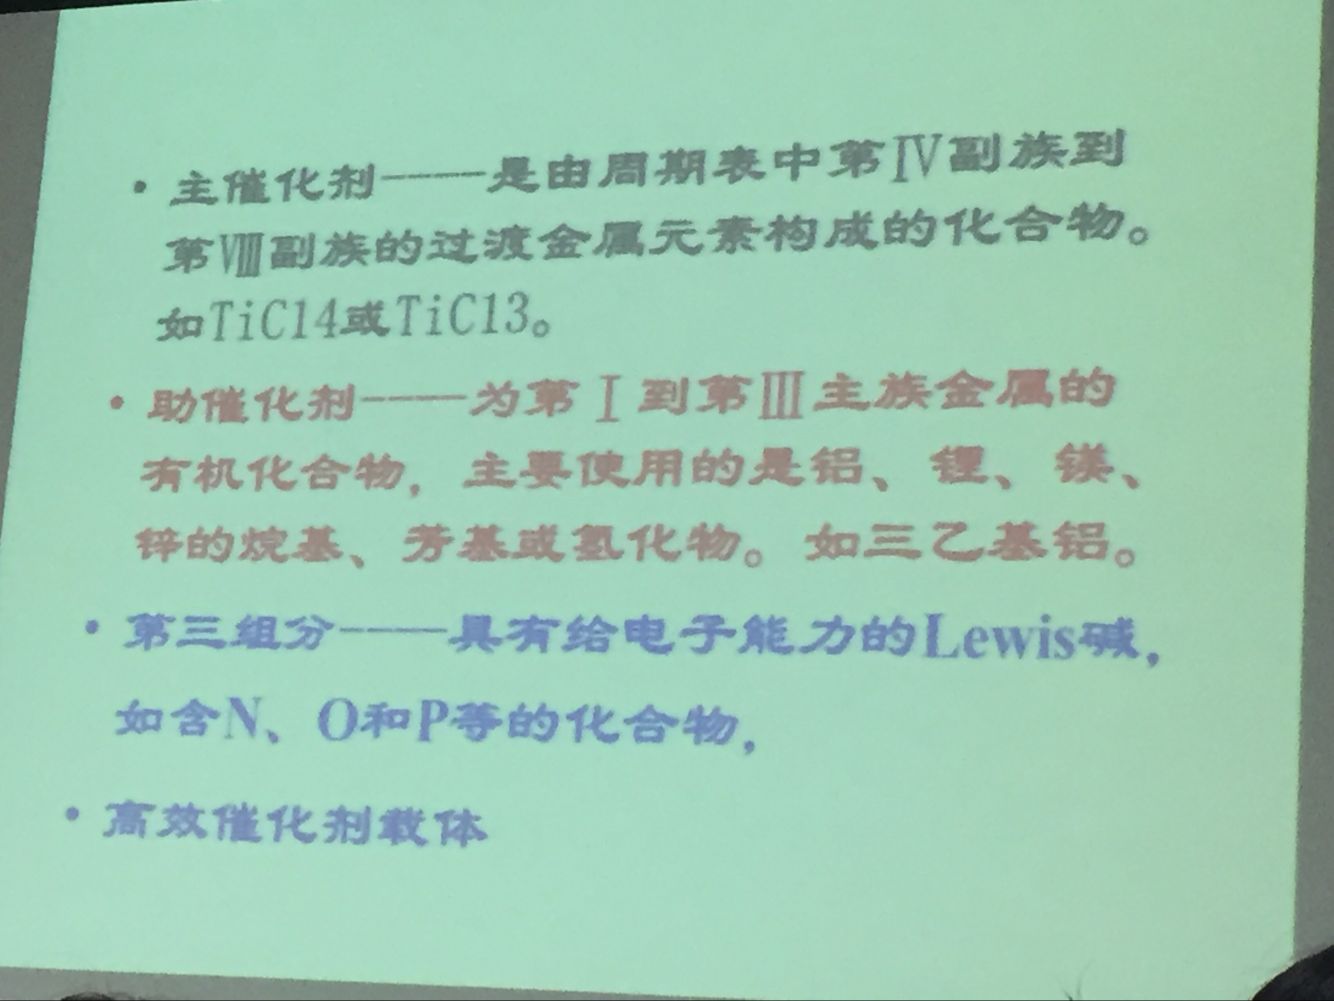 • 主催化剂——是由周期表中第Ⅳ副族到
第Ⅷ副族的过渡金属元素构成的化合物。
如TiCl4或TiCl3。
• 助催化剂——为第Ⅰ到第Ⅲ主族金属的
有机化合物，主要使用的是铝、锂、镁、
锌的烷基、芳基或氢化物。如三乙基铝。
• 第三组分——具有给电子能力的Lewis碱，
如含N、O和P等的化合物，
• 高效催化剂载体